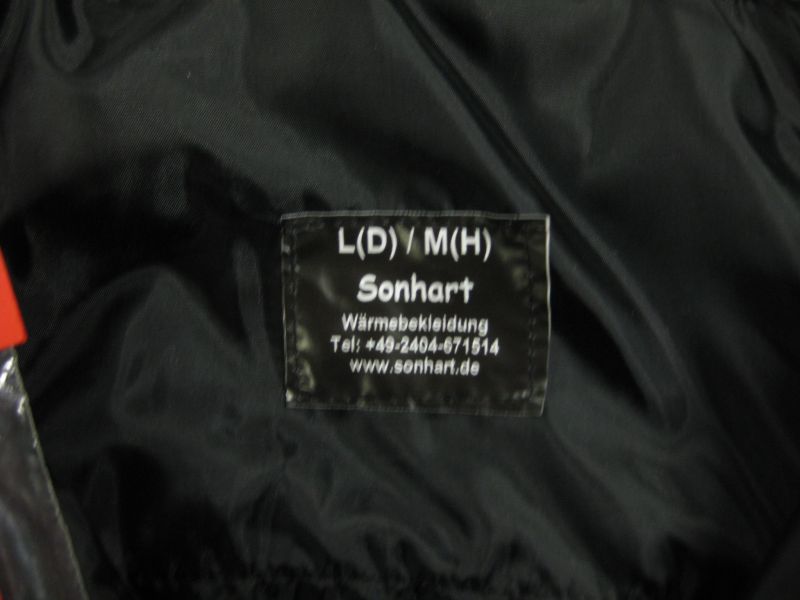 L(D) / M(H)
Sonhart
Wärmebekleidung
Tel: +49-2404-671514
www.sonhart.de